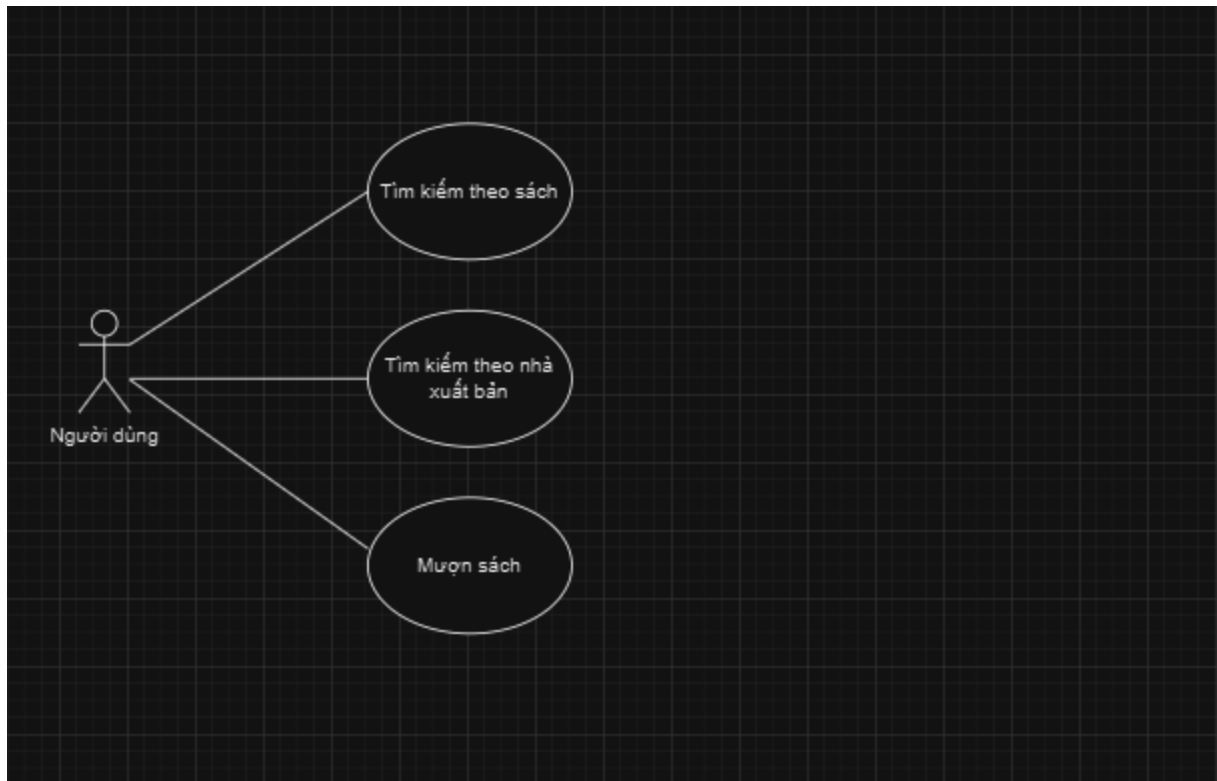 Tìm kiếm theo sách
Tìm kiếm theo nhà
xuất bản
Người dùng
Mượn sách